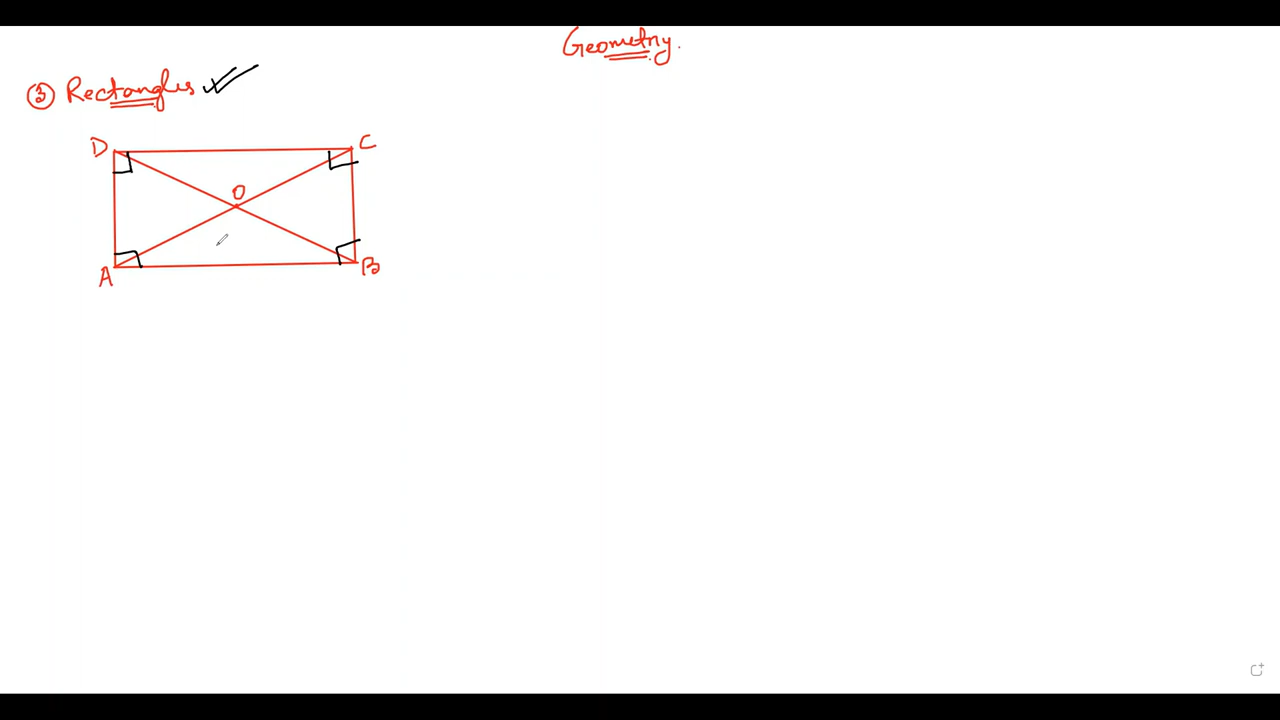 Geometry.
③ Rectangles
D
C
O
A
B